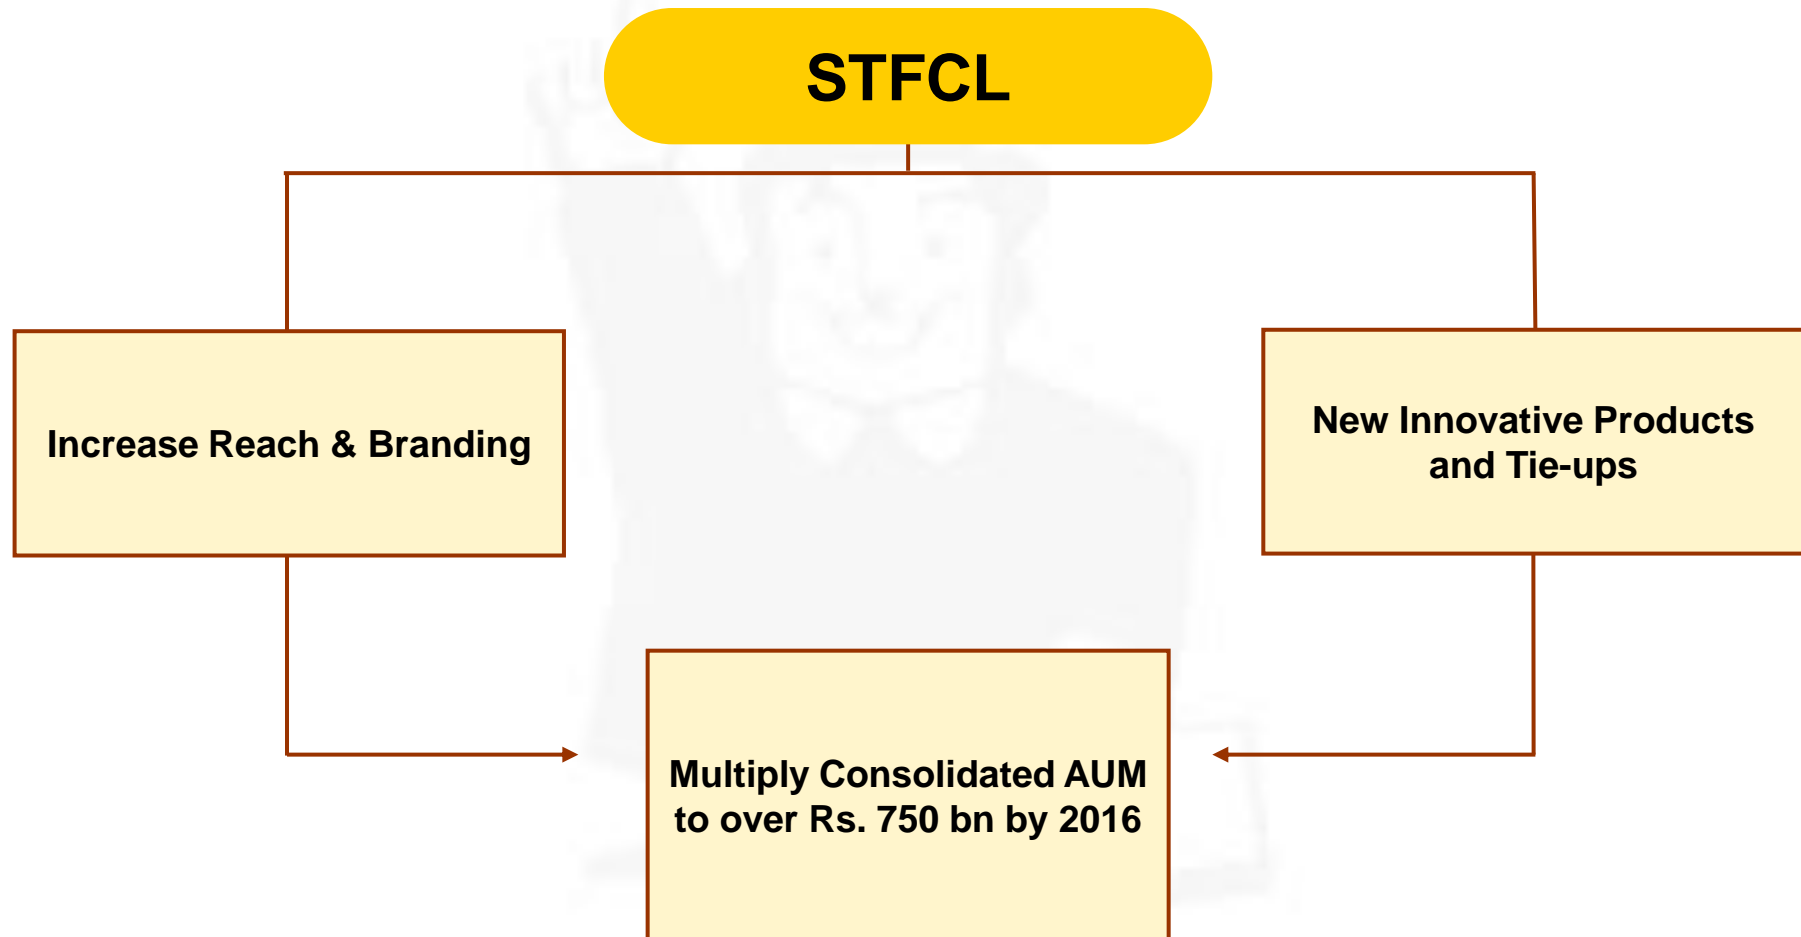 STFCL
Increase Reach & Branding
New Innovative Products
and Tie-ups
Multiply Consolidated AUM
to over Rs. 750 bn by 2016